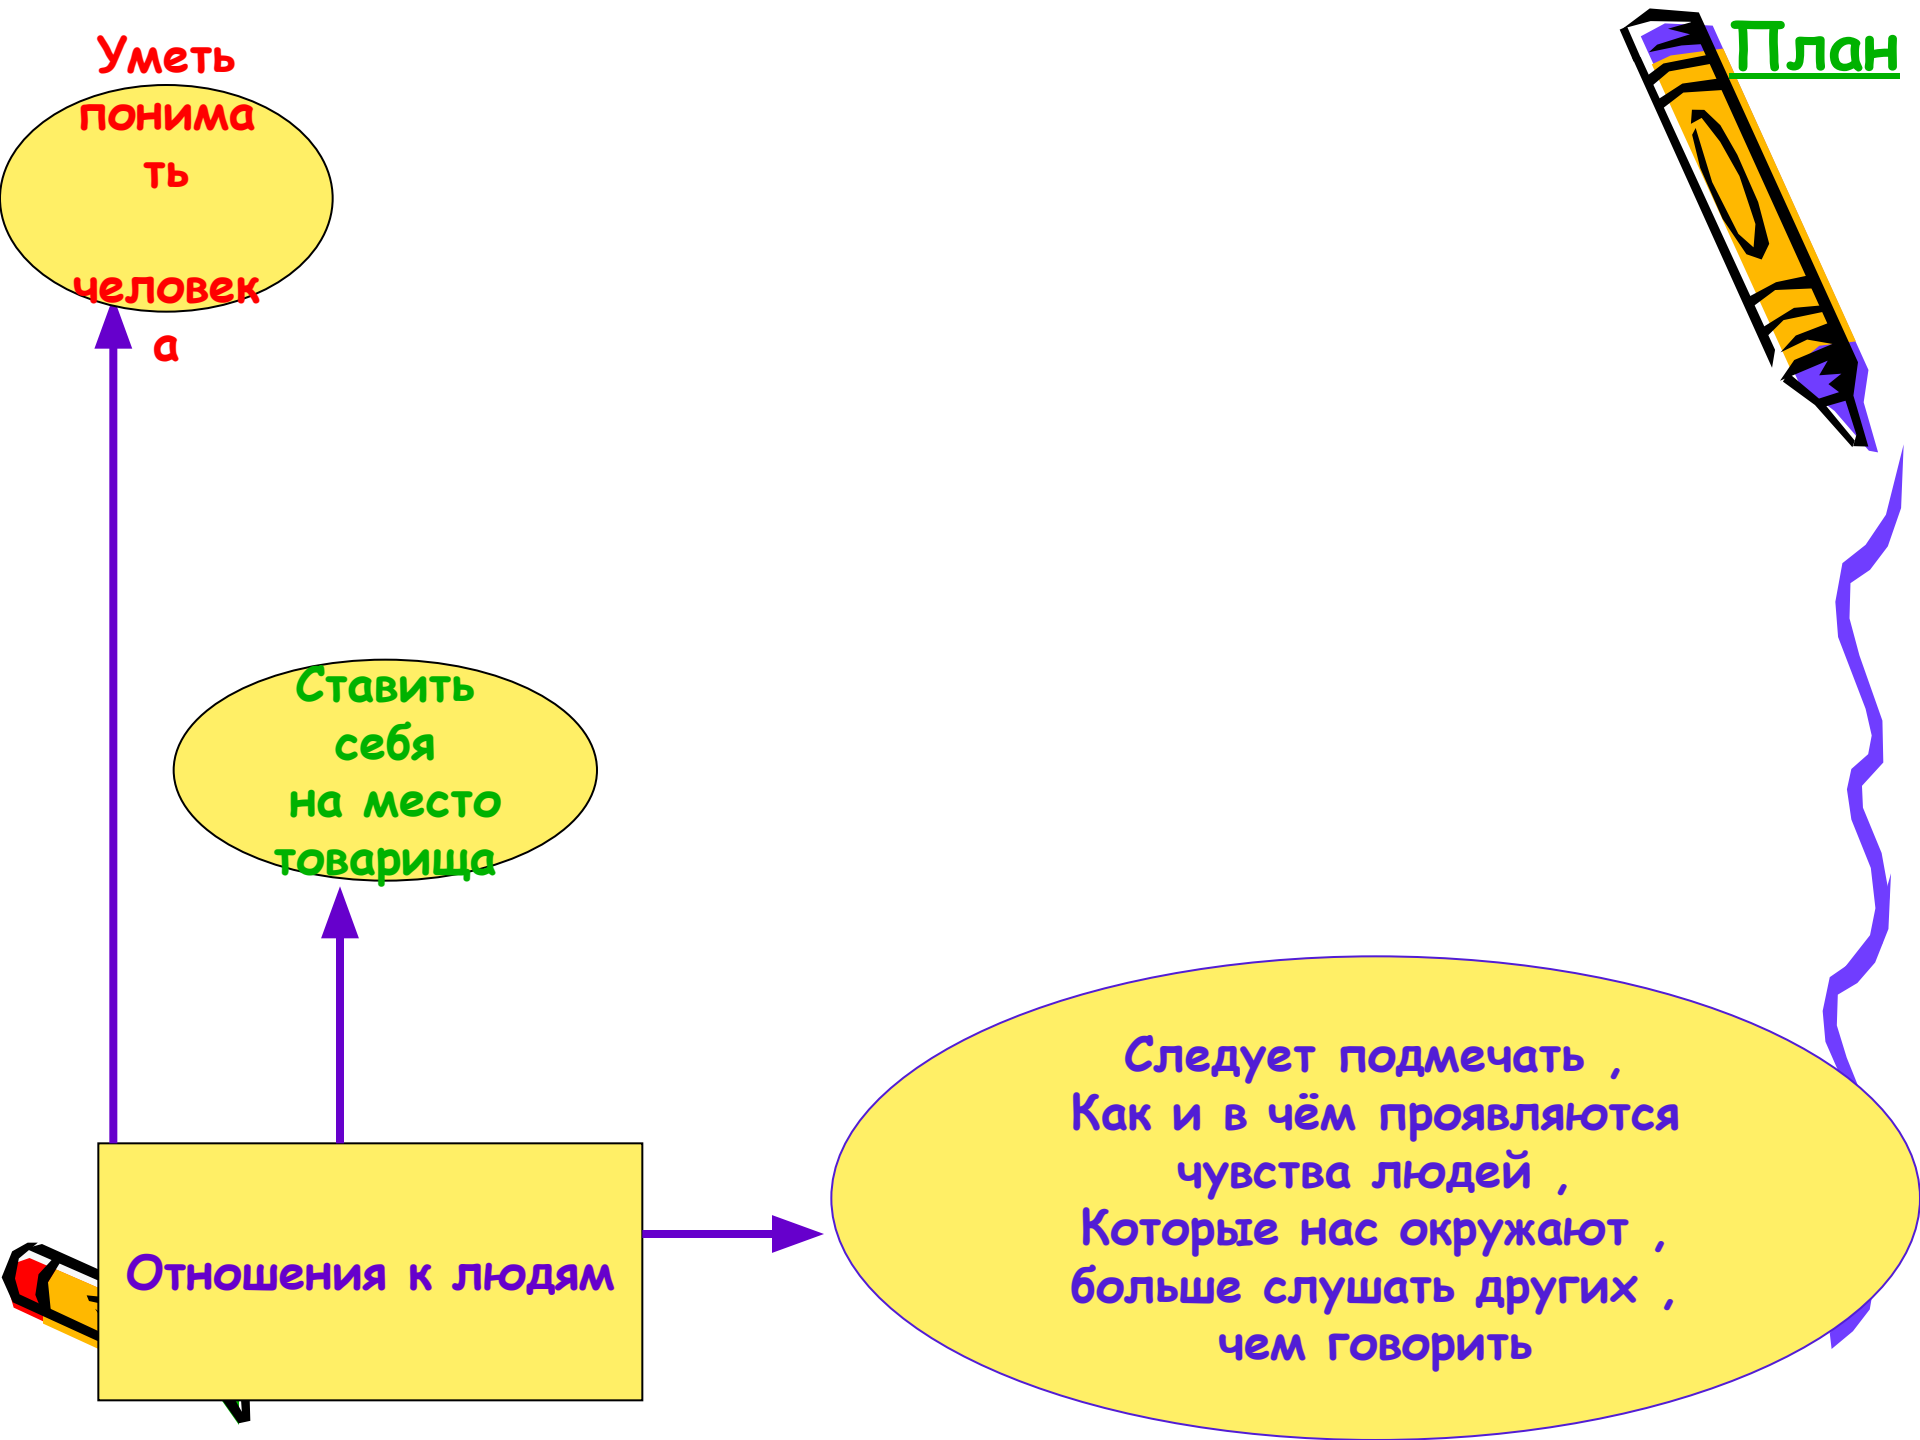 План
Уметь
понима
ть
человек
а
Ставить
себя
на место
товарища
Отношения к людям
Следует подмечать ,
Как и в чём проявляются
чувства людей ,
Которые нас окружают ,
больше слушать других ,
чем говорить